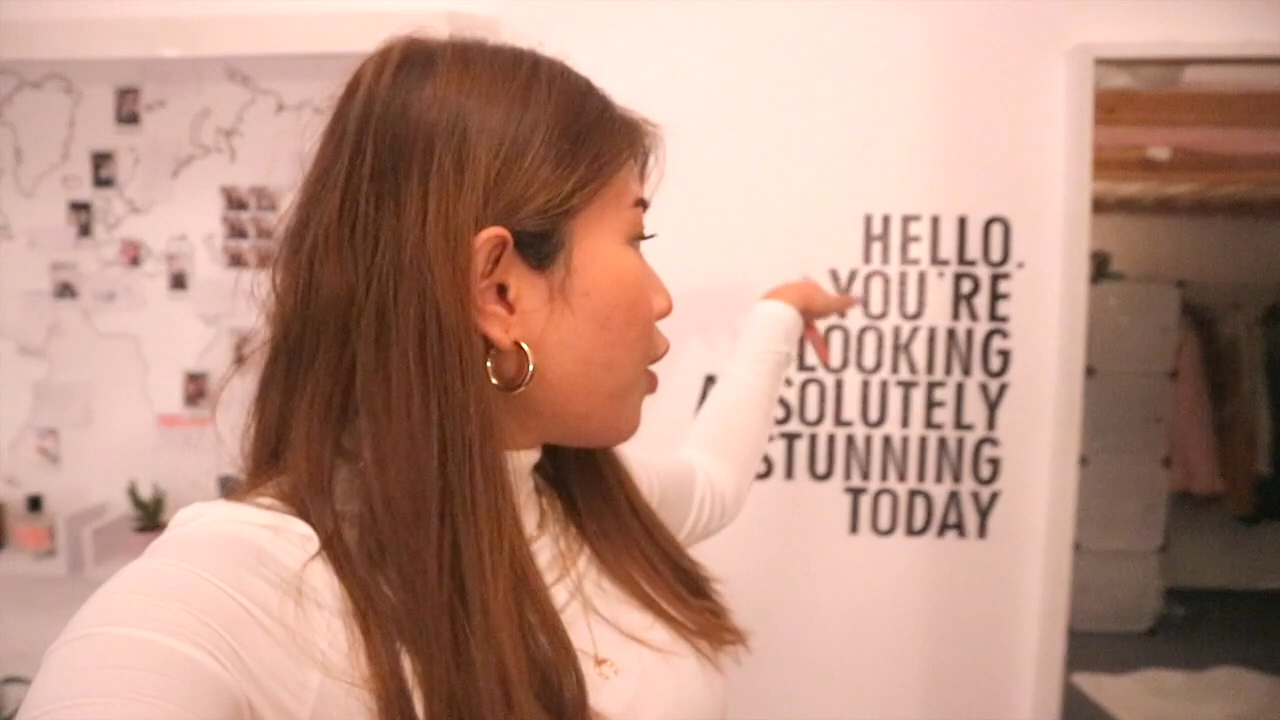 HELLO.
YOU'RE
LOOKING
ABSOLUTELY
STUNNING
TODAY